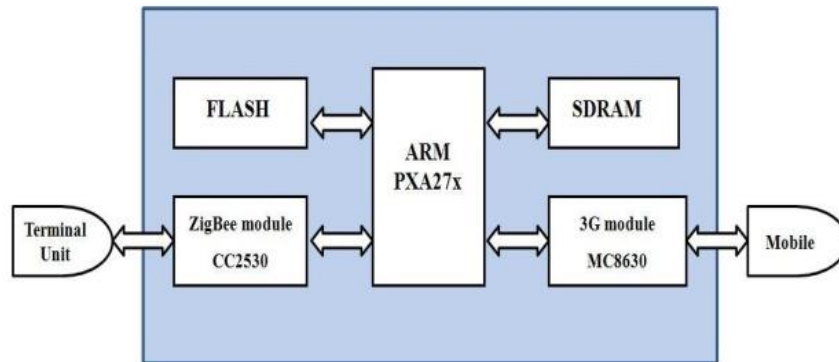 FLASH
SDRAM
ARM
PXA27x
Terminal
Unit
ZigBee module
CC2530
3G module
MC8630
Mobile